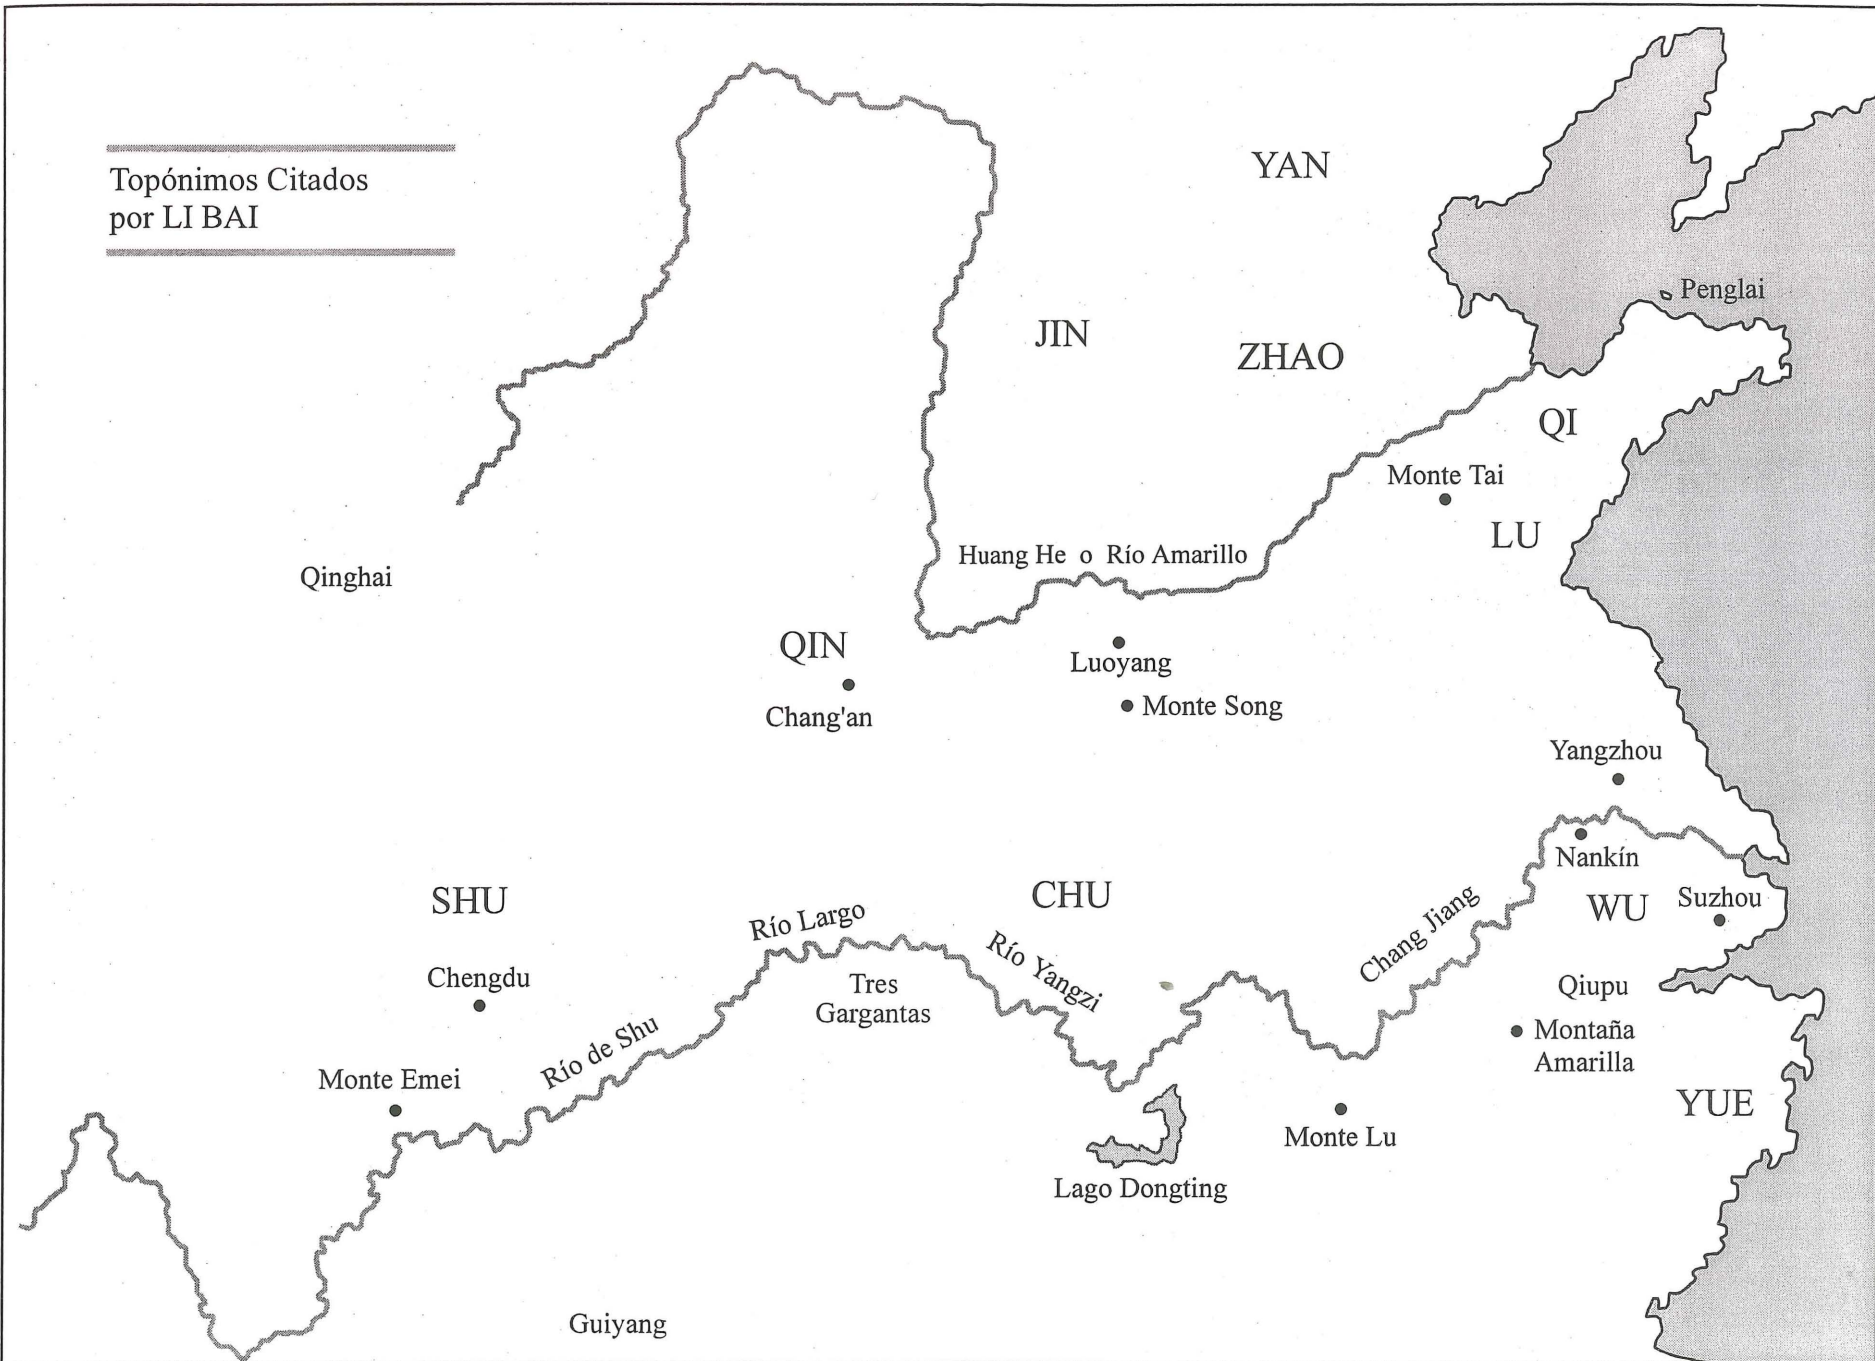 Topónimos Citados
por LI BAI
YAN
Penglai
JIN
ZHAO
QI
Monte Tai
LU
Huang He o Río Amarillo
Qinghai
QIN
Luoyang
Chang'an
Monte Song
Yangzhou
Nankín
SHU
CHU
WU
Suzhou
Río Largo
Río Yangzi
Chang Jiang
Chengdu
Tres
Gargantas
Qiupu
Río de Shu
Montaña
Amarilla
Monte Emei
YUE
Monte Lu
Lago Dongting
Guiyang